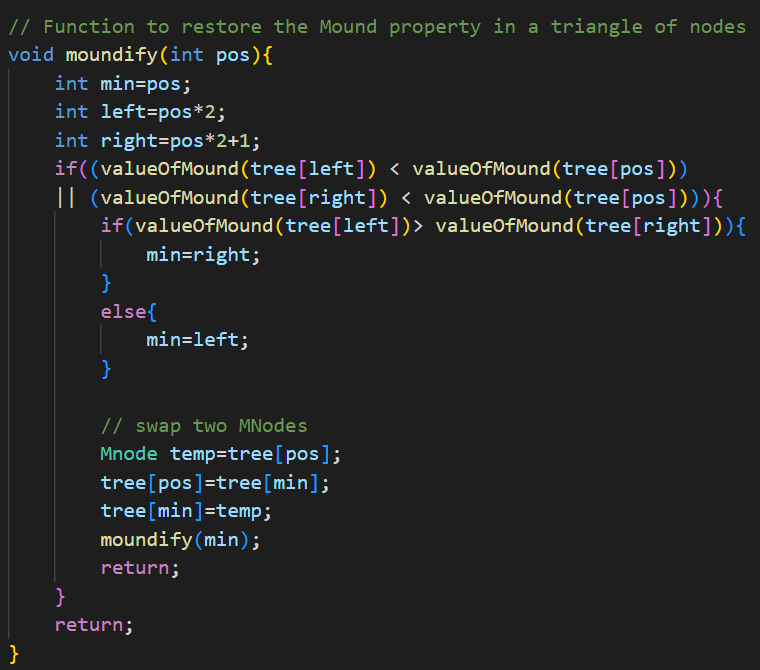 // Function to restore the Mound property in a triangle of nodes
void moundify(int pos){
    int min=pos;
    int left=pos*2;
    int right=pos*2+1;
    if((valueOfMound(tree[left]) < valueOfMound(tree[pos]))
    || (valueOfMound(tree[right]) < valueOfMound(tree[pos]))){
        if(valueOfMound(tree[left])> valueOfMound(tree[right])){
            min=right;
        }
        else{
            min=left;
        }

        // swap two MNodes
        Mnode temp=tree[pos];
        tree[pos]=tree[min];
        tree[min]=temp;
        moundify(min);
        return;
    }
    return;
}